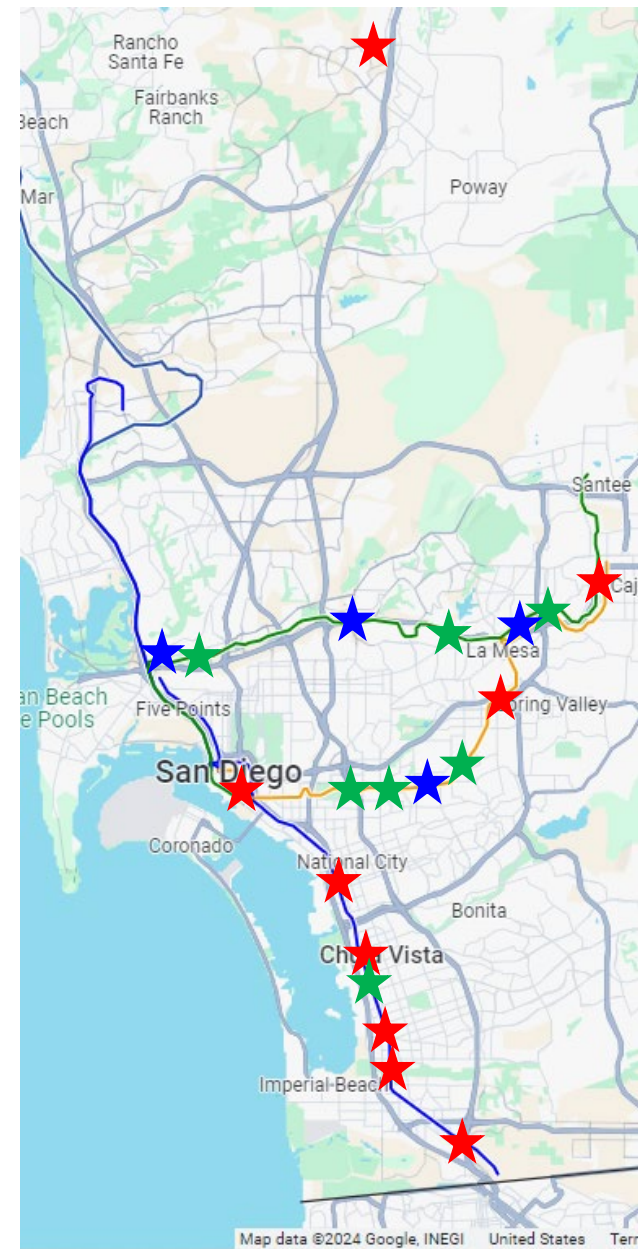 Rancho
Santa Fe
Fairbanks
Ranch
Beach
Poway
Mar
Santee
Caj
La Mesa
an Beach
e Pools
Five Points
oring Valley
San Diego
Coronado
National City
Bonita
Chula Vista
Imperial Beach
Map data ©2024 Google, INEGI United States Terr